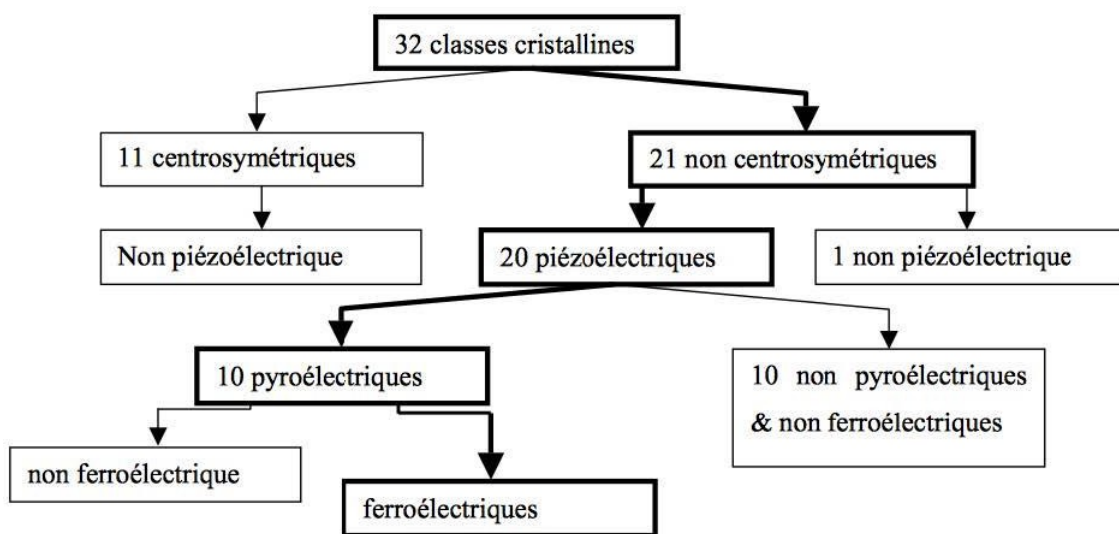 32 classes cristallines
11 centrosymétriques
21 non centrosymétriques
Non piézoélectrique
20 piézoélectriques
1 non piézoélectrique
10 pyroélectriques
10 non pyroélectriques
& non ferroélectriques
non ferroélectrique
ferroélectriques